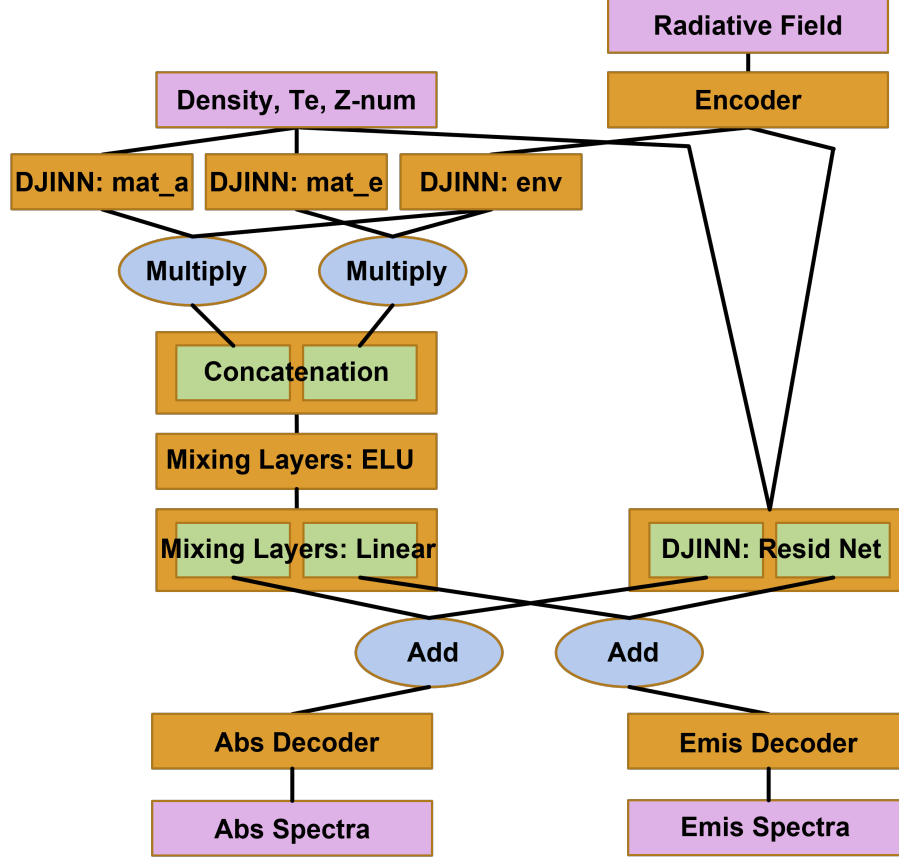 Radiative Field
Density, Te, Z-num
Encoder
DJINN: mat_a
DJINN: mat_e
DJINN: env
Multiply
Multiply
Concatenation
Mixing Layers: ELU
Mixing Layers: Linear
DJINN: Resid Net
Add
Add
Abs Decoder
Emis Decoder
Abs Spectra
Emis Spectra